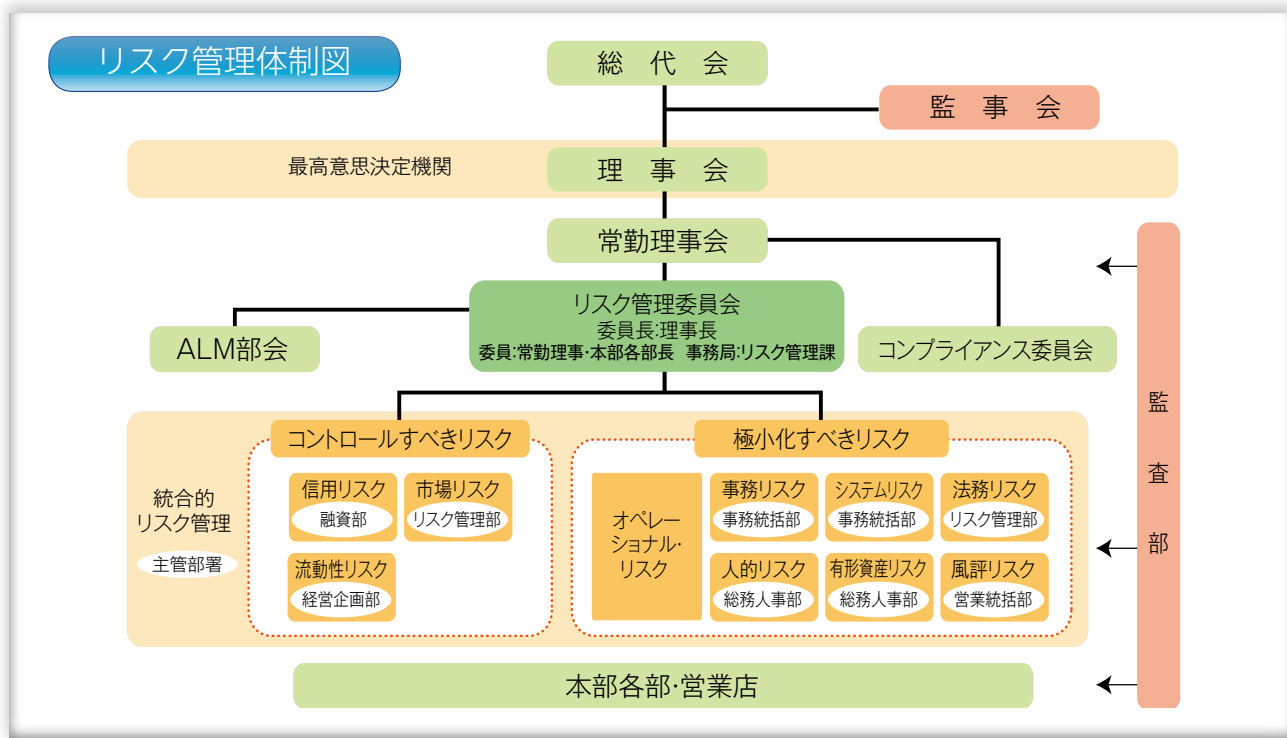 リスク管理体制図
総代会
監事会
最高意思決定機関
理事会
常勤理事会
リスク管理委員会
委員長:理事長
委員:常勤理事・本部各部長 事務局:リスク管理課
ALM部会
コンプライアンス委員会
監査部
統合的
リスク管理
主管部署
コントロールすべきリスク
信用リスク
融資部
市場リスク
リスク管理部
流動性リスク
経営企画部
極小化すべきリスク
オペレー
ショナル・
リスク
事務リスク
事務統括部
システムリスク
事務統括部
法務リスク
リスク管理部
人的リスク
総務人事部
有形資産リスク
総務人事部
風評リスク
営業統括部
本部各部・営業店